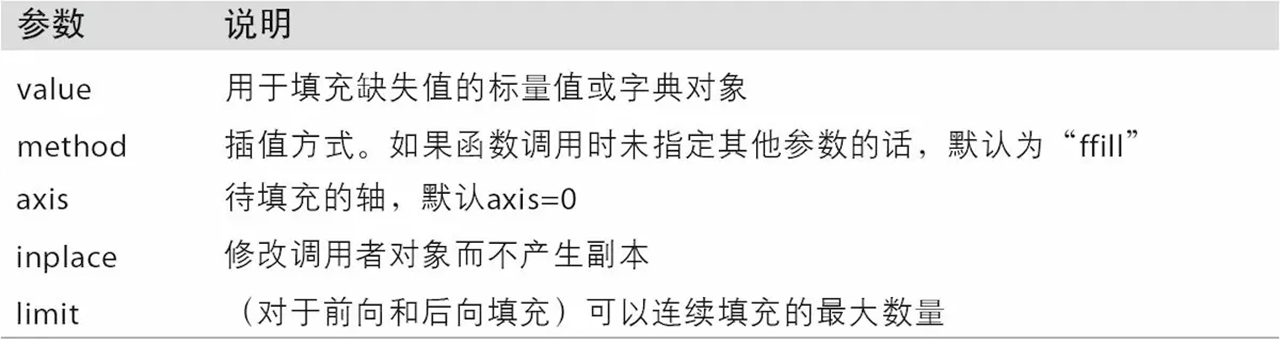 参数 说明
value 用于填充缺失值的标量值或字典对象
method 插值方式。如果函数调用时未指定其他参数的话，默认为“ffill”
axis 待填充的轴，默认axis=0
inplace 修改调用者对象而不产生副本
limit （对于前向和后向填充）可以连续填充的最大数量